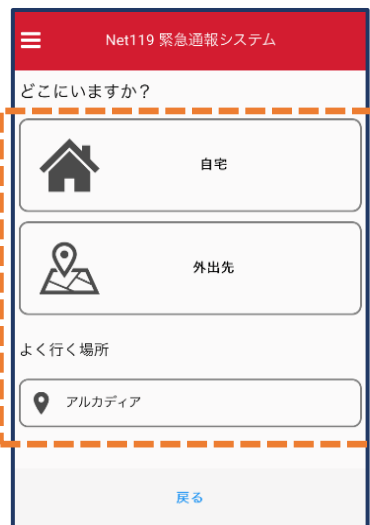 Net119 緊急通報システム
どこにいますか？
自宅
外出先
よく行く場所
アルカディア
戻る